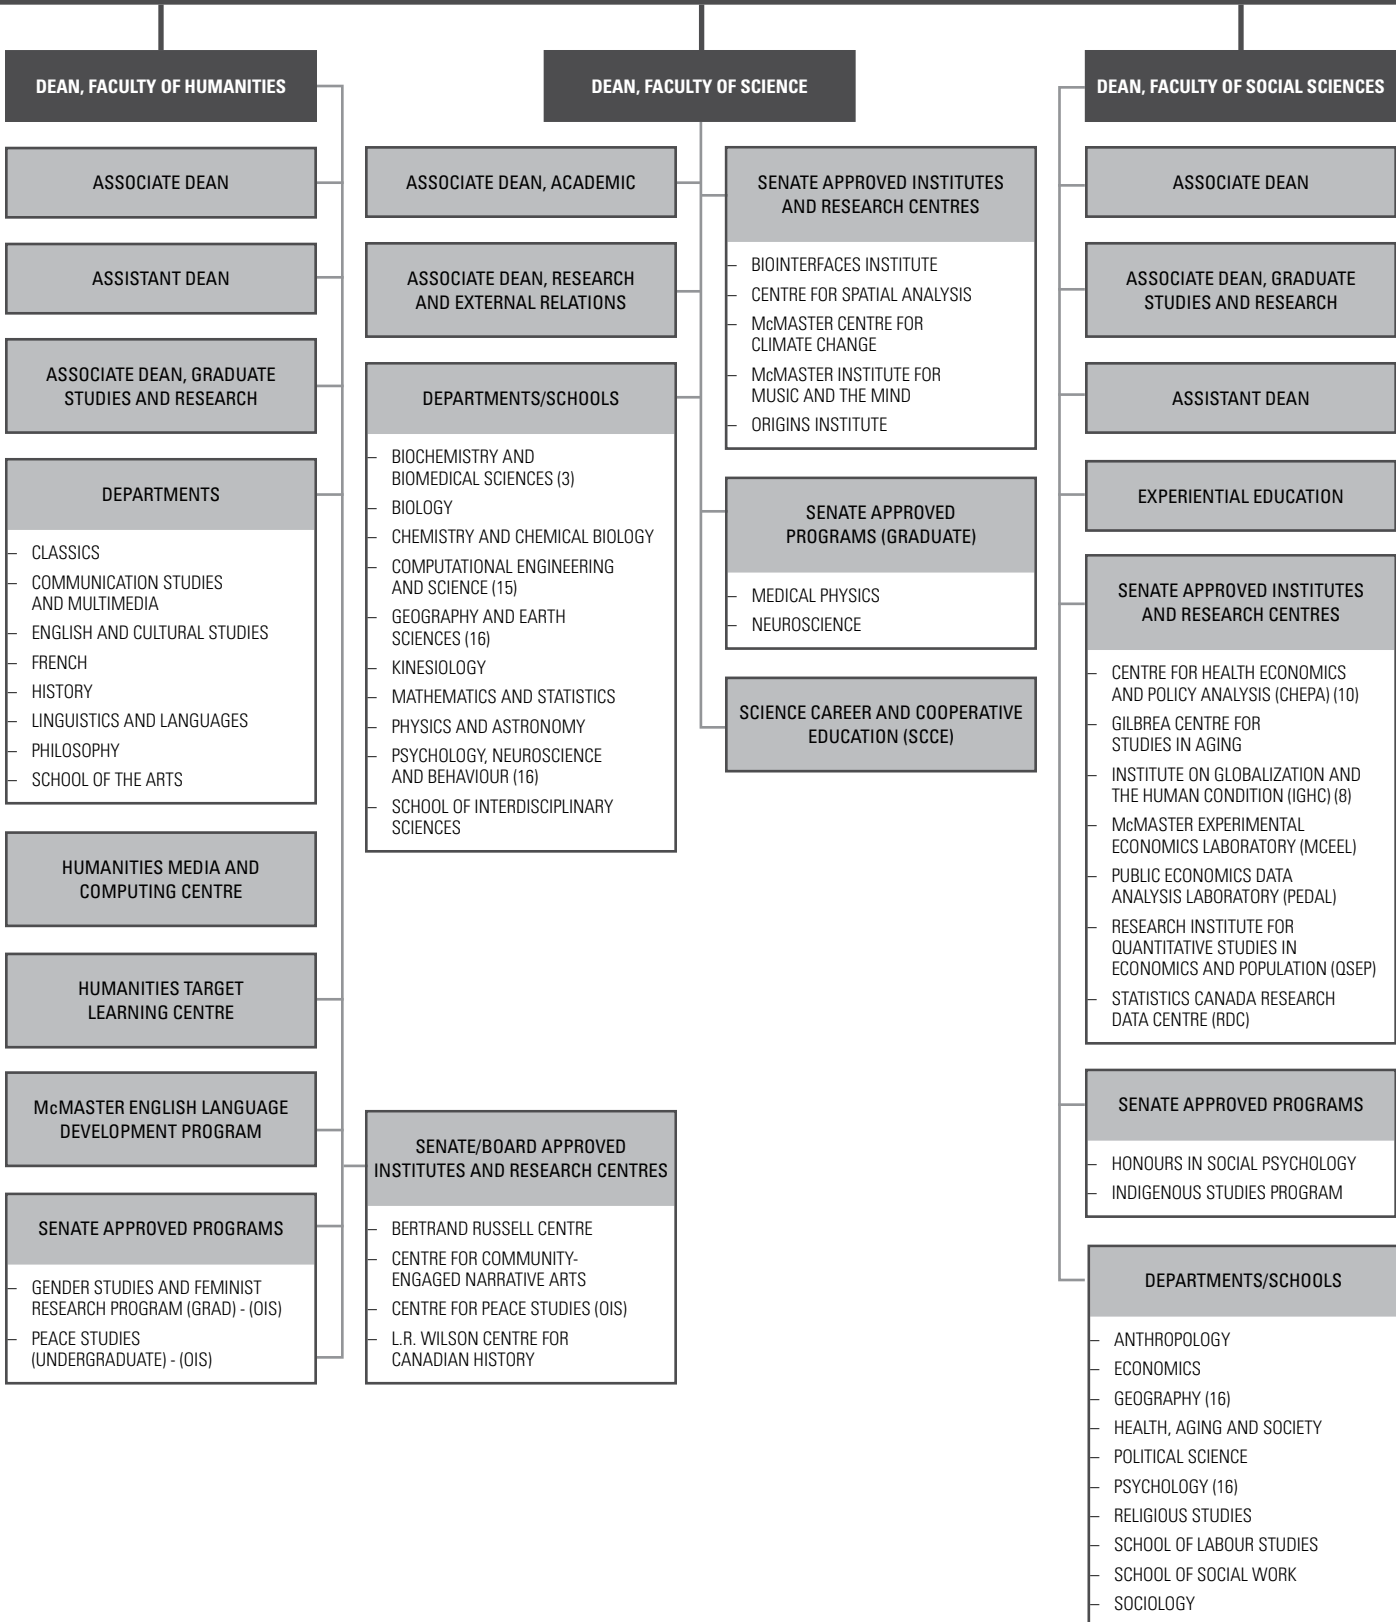 DEAN, FACULTY OF HUMANITIES
ASSOCIATE DEAN
ASSISTANT DEAN
ASSOCIATE DEAN, GRADUATE
STUDIES AND RESEARCH
DEPARTMENTS
– CLASSICS
– COMMUNICATION STUDIES
AND MULTIMEDIA
– ENGLISH AND CULTURAL STUDIES
– FRENCH
– HISTORY
– LINGUISTICS AND LANGUAGES
– PHILOSOPHY
– SCHOOL OF THE ARTS
HUMANITIES MEDIA AND
COMPUTING CENTRE
HUMANITIES TARGET
LEARNING CENTRE
McMASTER ENGLISH LANGUAGE
DEVELOPMENT PROGRAM
SENATE APPROVED PROGRAMS
– GENDER STUDIES AND FEMINIST
RESEARCH PROGRAM (GRAD) - (OIS)
– PEACE STUDIES
(UNDERGRADUATE) - (OIS)
SENATE/BOARD APPROVED
INSTITUTES AND RESEARCH CENTRES
– BERTRAND RUSSELL CENTRE
– CENTRE FOR COMMUNITY-
ENGAGED NARRATIVE ARTS
– CENTRE FOR PEACE STUDIES (OIS)
– L.R. WILSON CENTRE FOR
CANADIAN HISTORY
DEAN, FACULTY OF SCIENCE
ASSOCIATE DEAN, ACADEMIC
ASSOCIATE DEAN, RESEARCH
AND EXTERNAL RELATIONS
DEPARTMENTS/SCHOOLS
– BIOCHEMISTRY AND
BIOMEDICAL SCIENCES (3)
– BIOLOGY
– CHEMISTRY AND CHEMICAL BIOLOGY
– COMPUTATIONAL ENGINEERING
AND SCIENCE (15)
– GEOGRAPHY AND EARTH
SCIENCES (16)
– KINESIOLOGY
– MATHEMATICS AND STATISTICS
– PHYSICS AND ASTRONOMY
– PSYCHOLOGY, NEUROSCIENCE
AND BEHAVIOUR (16)
– SCHOOL OF INTERDISCIPLINARY
SCIENCES
SENATE APPROVED INSTITUTES
AND RESEARCH CENTRES
– BIOINTERFACES INSTITUTE
– CENTRE FOR SPATIAL ANALYSIS
– McMASTER CENTRE FOR
CLIMATE CHANGE
– McMASTER INSTITUTE FOR
MUSIC AND THE MIND
– ORIGINS INSTITUTE
SENATE APPROVED
PROGRAMS (GRADUATE)
– MEDICAL PHYSICS
– NEUROSCIENCE
SCIENCE CAREER AND COOPERATIVE
EDUCATION (SCCE)
DEAN, FACULTY OF SOCIAL SCIENCES
ASSOCIATE DEAN
ASSOCIATE DEAN, GRADUATE
STUDIES AND RESEARCH
ASSISTANT DEAN
EXPERIENTIAL EDUCATION
SENATE APPROVED INSTITUTES
AND RESEARCH CENTRES
– CENTRE FOR HEALTH ECONOMICS
AND POLICY ANALYSIS (CHEPA) (10)
– GILBREA CENTRE FOR
STUDIES IN AGING
– INSTITUTE ON GLOBALIZATION AND
THE HUMAN CONDITION (IGHC) (8)
– McMASTER EXPERIMENTAL
ECONOMICS LABORATORY (MCEEL)
– PUBLIC ECONOMICS DATA
ANALYSIS LABORATORY (PEDAL)
– RESEARCH INSTITUTE FOR
QUANTITATIVE STUDIES IN
ECONOMICS AND POPULATION (QSEP)
– STATISTICS CANADA RESEARCH
DATA CENTRE (RDC)
SENATE APPROVED PROGRAMS
– HONOURS IN SOCIAL PSYCHOLOGY
– INDIGENOUS STUDIES PROGRAM
DEPARTMENTS/SCHOOLS
– ANTHROPOLOGY
– ECONOMICS
– GEOGRAPHY (16)
– HEALTH, AGING AND SOCIETY
– POLITICAL SCIENCE
– PSYCHOLOGY (16)
– RELIGIOUS STUDIES
– SCHOOL OF LABOUR STUDIES
– SCHOOL OF SOCIAL WORK
– SOCIOLOGY